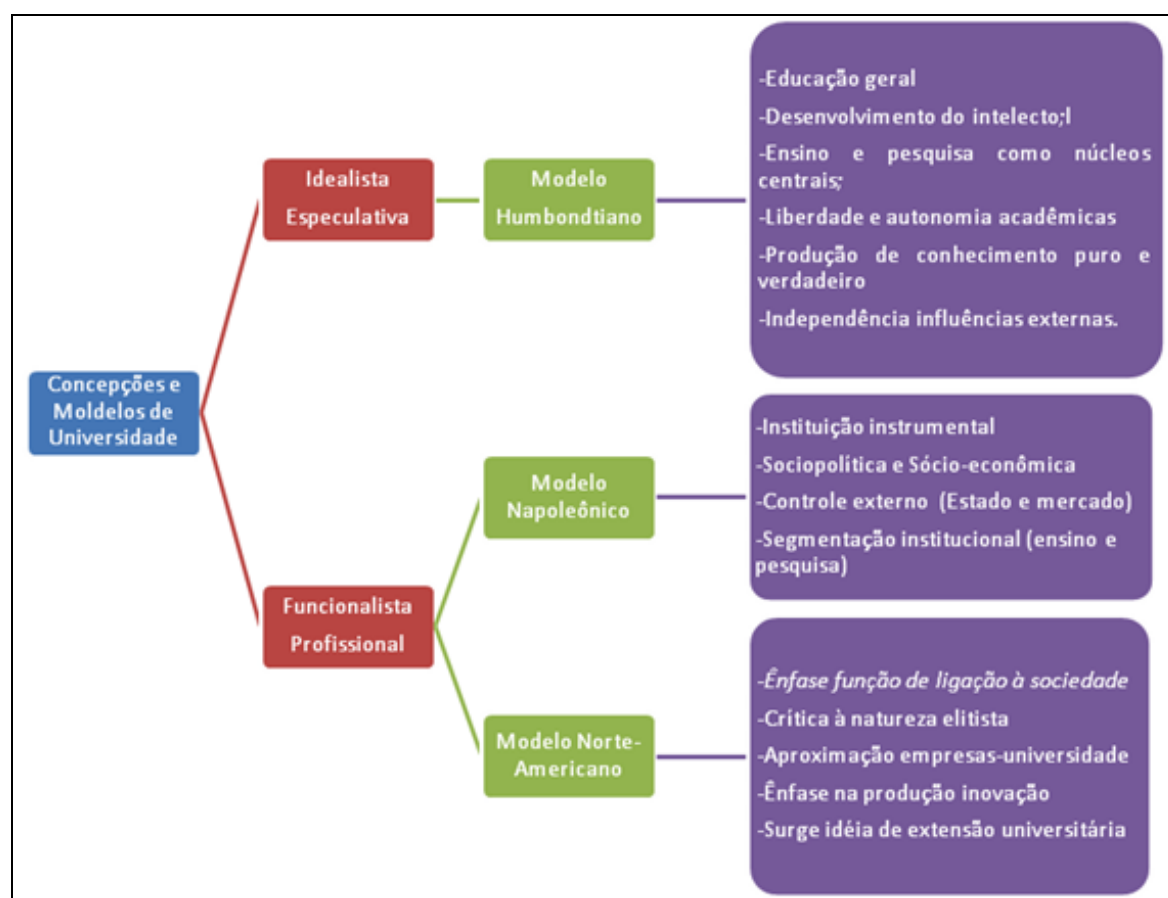 Concepções e
Moldelos de
Universidade
Idealista
Especulativa
Modelo
Humbondtiano
-Educação geral
-Desenvolvimento do intelecto;l
-Ensino e pesquisa como núcleos
centrais;
-Liberdade e autonomia acadêmicas
-Produção de conhecimento puro e
verdadeiro
-Independência influências externas.
Funcionalista
Profissional
Modelo
Napoleônico
-Instituição instrumental
-Sociopolítica e Sócio-econômica
-Controle externo (Estado e mercado)
-Segmentação institucional (ensino e
pesquisa)
Modelo Norte-
Americano
-Ênfase função de ligação à sociedade
-Crítica à natureza elitista
-Aproximação empresas-universidade
-Ênfase na produção inovação
-Surge idéia de extensão universitária